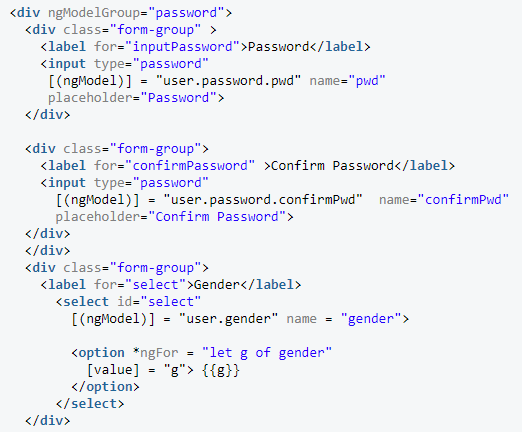 <div ngModelGroup="password">
<div class="form-group" >
<label for="inputPassword">Password</label>
<input type="password"
[(ngModel)] = "user.password.pwd" name="pwd"
placeholder="Password">
</div>
<div class="form-group">
<label for="confirmPassword" >Confirm Password</label>
<input type="password"
[(ngModel)] = "user.password.confirmPwd"  name="confirmPwd"
placeholder="Confirm Password">
</div>
</div>
<div class="form-group">
<label for="select">Gender</label>
<select id="select"
[(ngModel)] = "user.gender" name = "gender">
<option *ngFor = "let g of gender"
[value] = "g"> {{g}}
</option>
</select>
</div>